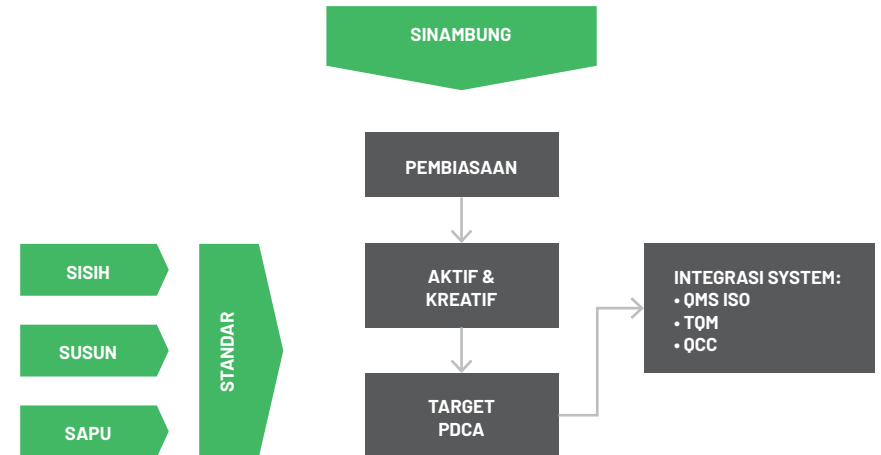 SINAMBUNG
PEMBIASAAN
SISIH
SUSUN
SAPU
STANDAR
AKTIF &
KREATIF
TARGET
PDCA
INTEGRASI SYSTEM:
• QMS ISO
• TQM
• QCC